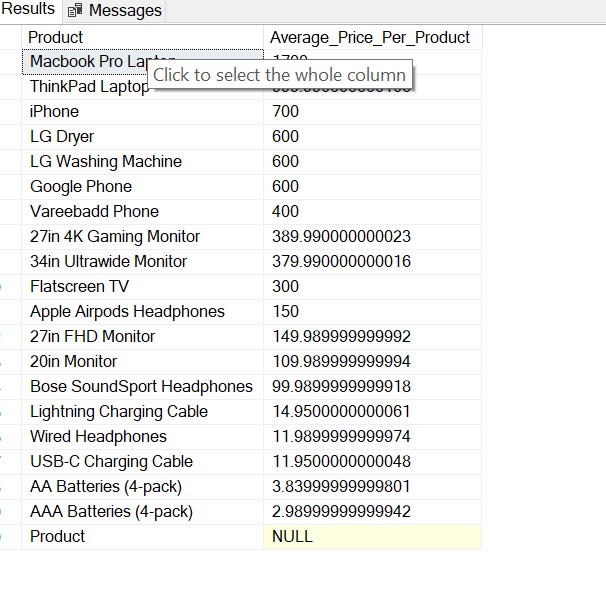 Results Messages
Product Average_Price_Per_Product
Macbook Pro
Click to select the whole column
ThinkPad Laptop
iPhone 700
LG Dryer 600
LG Washing Machine 600
Google Phone 600
Vareebadd Phone 400
27in 4K Gaming Monitor 389.990000000023
34in Ultrawide Monitor 379.990000000016
Flatscreen TV 300
Apple Airpods Headphones 150
27in FHD Monitor 149.989999999992
20in Monitor 109.989999999994
Bose SoundSport Headphones 99.9899999999918
Lightning Charging Cable 14.9500000000061
Wired Headphones 11.9899999999974
USB-C Charging Cable 11.9500000000048
AA Batteries (4-pack) 3.83999999999801
AAA Batteries (4-pack) 2.98999999999942
Product NULL